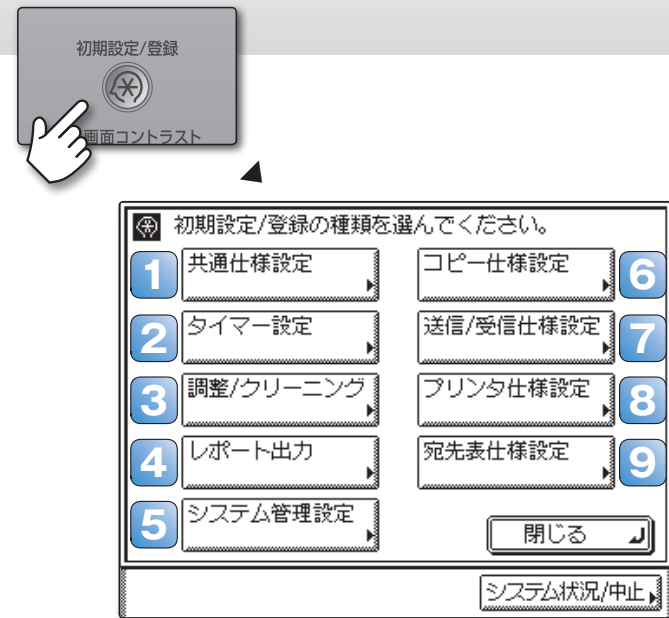 初期設定/登録
画面コントラスト
初期設定/登録の種類を選んでください。
1 共通仕様設定
2 タイマー設定
3 調整/クリーニング
4 レポート出力
5 システム管理設定
コピー仕様設定 6
送信/受信仕様設定 7
プリンタ仕様設定 8
宛先表仕様設定 9
閉じる
システム状況/中止